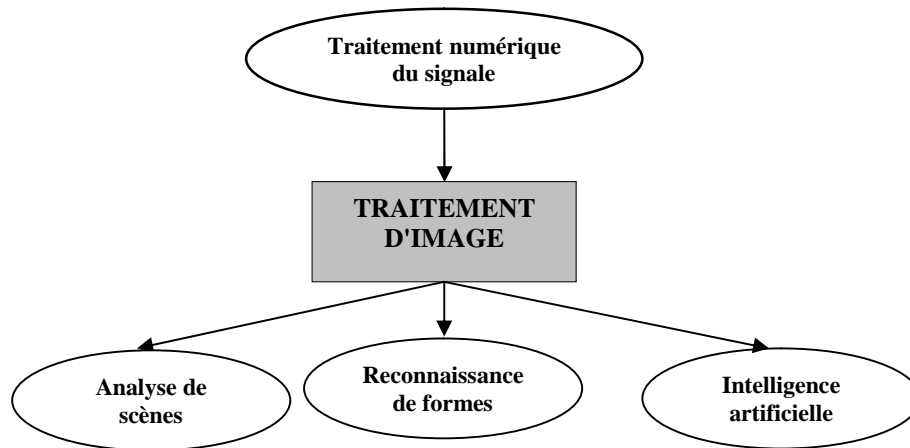 Traitement numérique
du signale
TRAITEMENT
D'IMAGE
Analyse de
scènes
Reconnaissance
de formes
Intelligence
artificielle